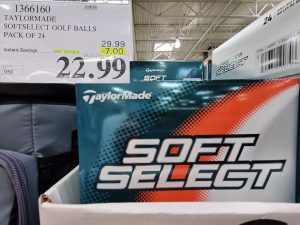 1366160
TAYLORMADE
SOFTSELECT GOLF BALLS
PACK OF 24
29.99
Instant Savings -7.00
22.99
24
SOFT
TaylorMade
SOFT
SELECT